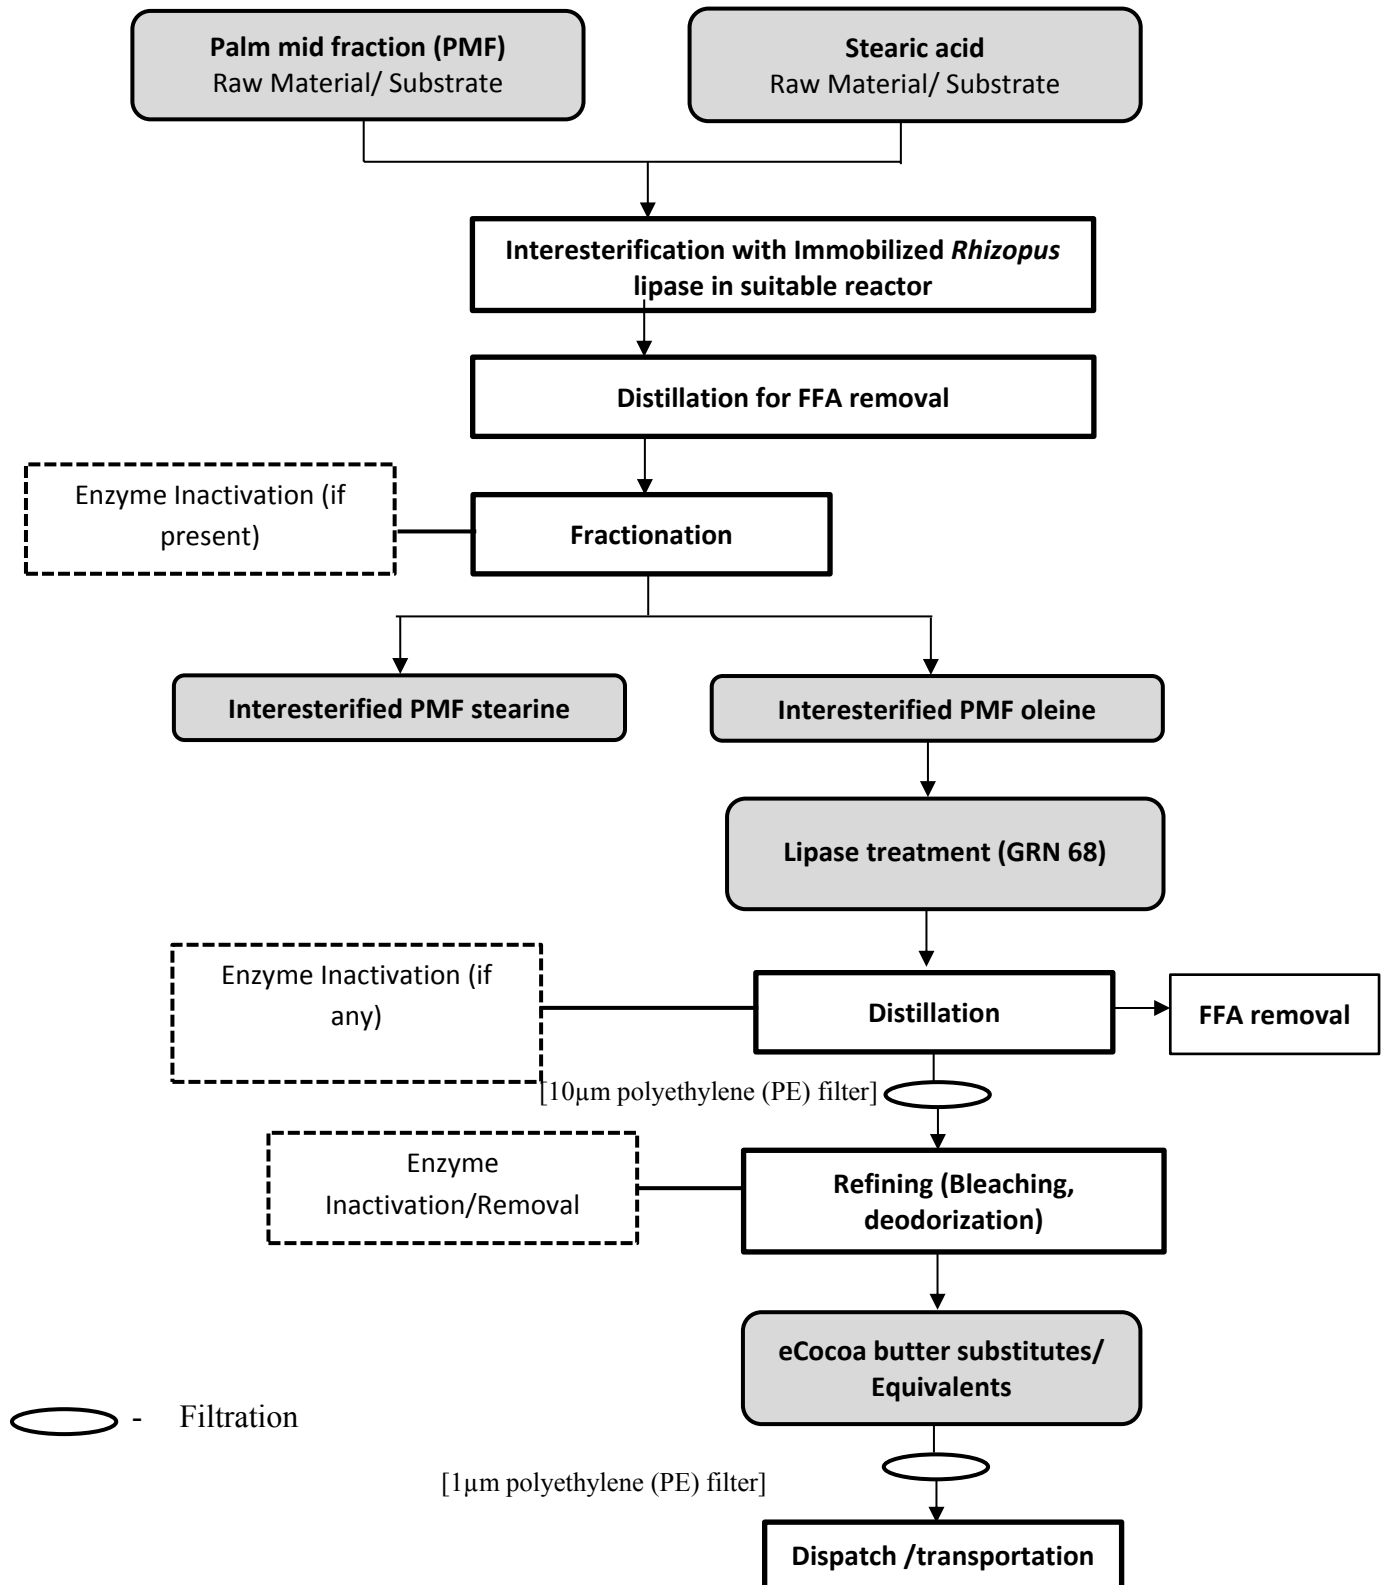 Palm mid fraction (PMF)
Raw Material/ Substrate
Stearic acid
Raw Material/ Substrate
Interesterification with Immobilized Rhizopus
lipase in suitable reactor
Distillation for FFA removal
Enzyme Inactivation (if
present)
Fractionation
Interesterified PMF stearine
Interesterified PMF oleine
Lipase treatment (GRN 68)
Enzyme Inactivation (if
any)
Distillation
FFA removal
[10µm polyethylene (PE) filter]
Enzyme
Inactivation/Removal
Refining (Bleaching,
deodorization)
eCocoa butter substitutes/
Equivalents
- Filtration
[1µm polyethylene (PE) filter]
Dispatch /transportation